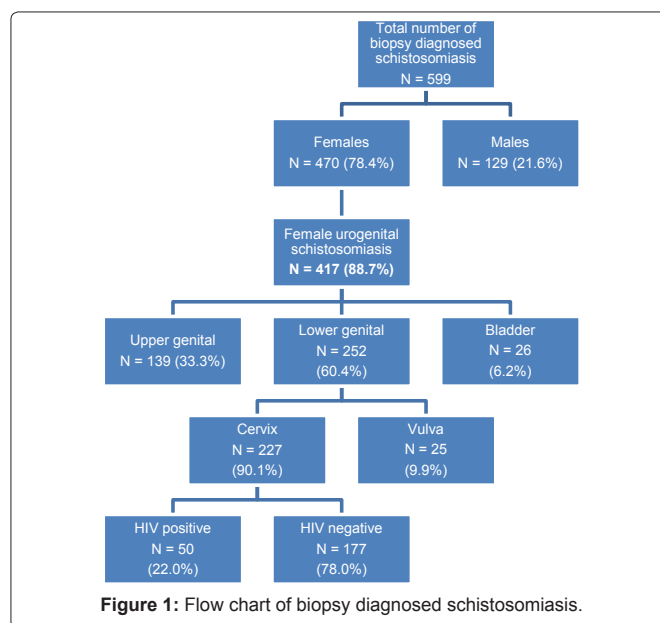 Total number of
biopsy diagnosed
schistosomiasis
N = 599
Females
N = 470 (78.4%)
Males
N = 129 (21.6%)
Female urogenital
schistosomiasis
N = 417 (88.7%)
Upper genital
N = 139 (33.3%)
Lower genital
N = 252
(60.4%)
Bladder
N = 26
(6.2%)
Cervix
N = 227
(90.1%)
Vulva
N = 25
(9.9%)
HIV positive
N = 50
(22.0%)
HIV negative
N = 177
(78.0%)
Figure 1: Flow chart of biopsy diagnosed schistosomiasis.